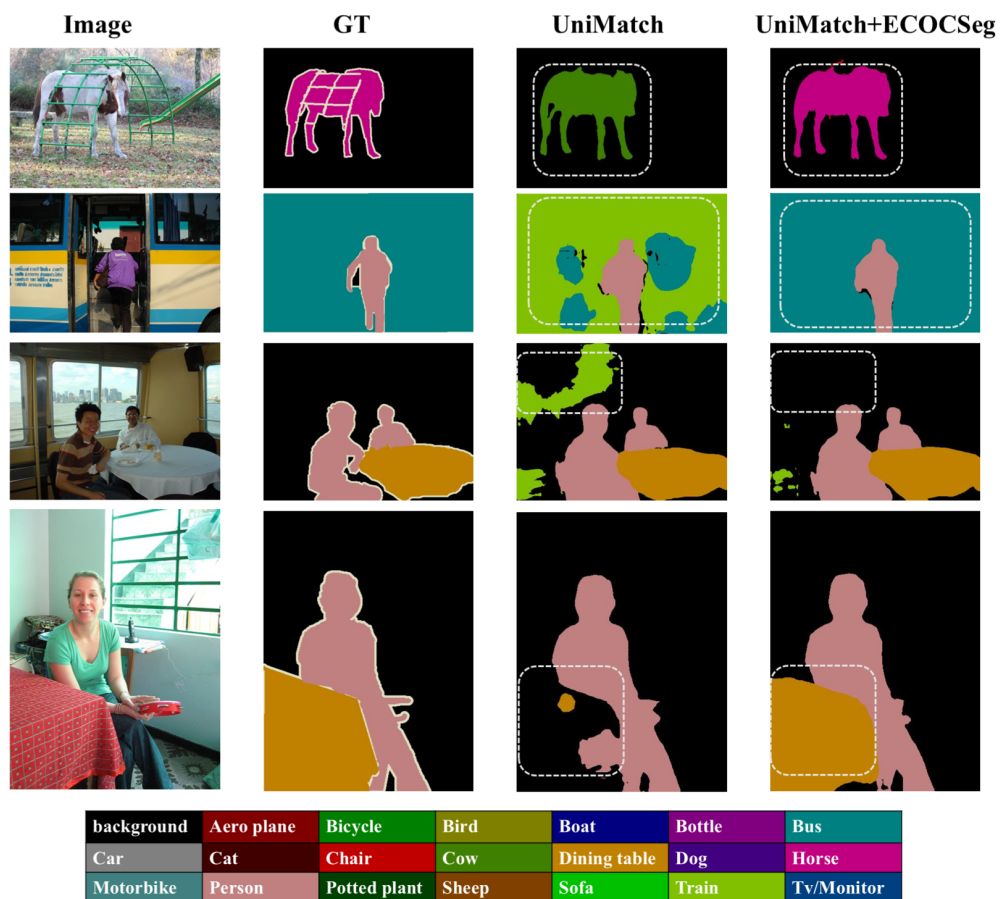 Image GT UniMatch UniMatch+ECOCSeg
background Aero plane Bicycle Bird Boat Bottle Bus
Car Cat Chair Cow Dining table Dog Horse
Motorbike Person Potted plant Sheep Sofa Train Tv/Monitor